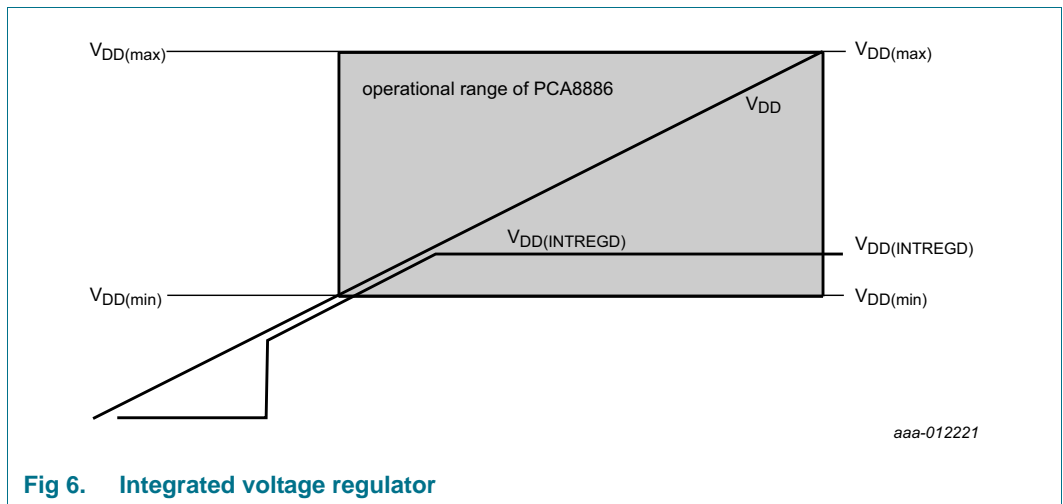 VDD(max)
VDD(max)
operational range of PCA8886
VDD
VDD(INTREGD)
VDD(INTREGD)
VDD(min)
VDD(min)
aaa-012221
Fig 6. Integrated voltage regulator